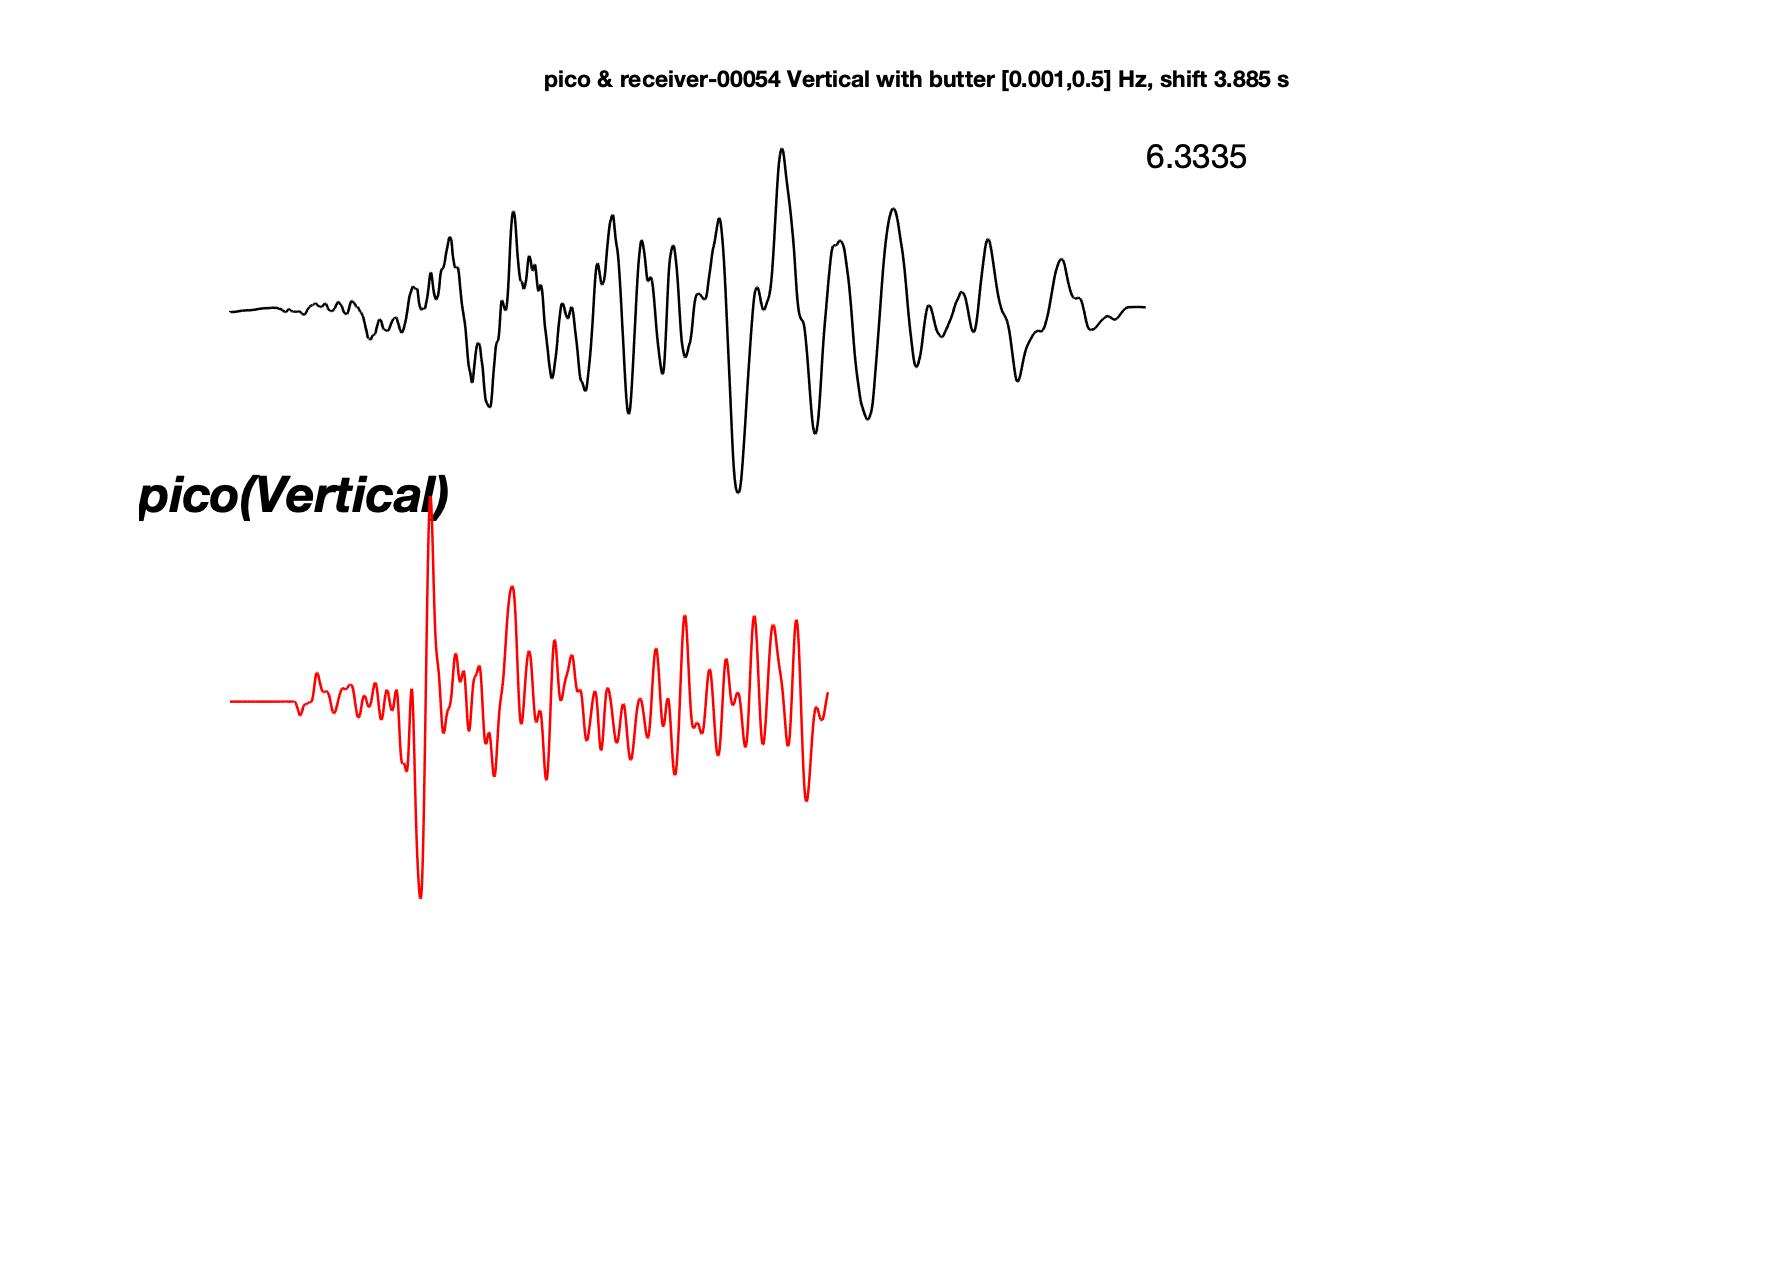 pico & receiver-00054 Vertical with butter [0.001,0.5] Hz, shift 3.885 s
6.3335
pico(Vertical)